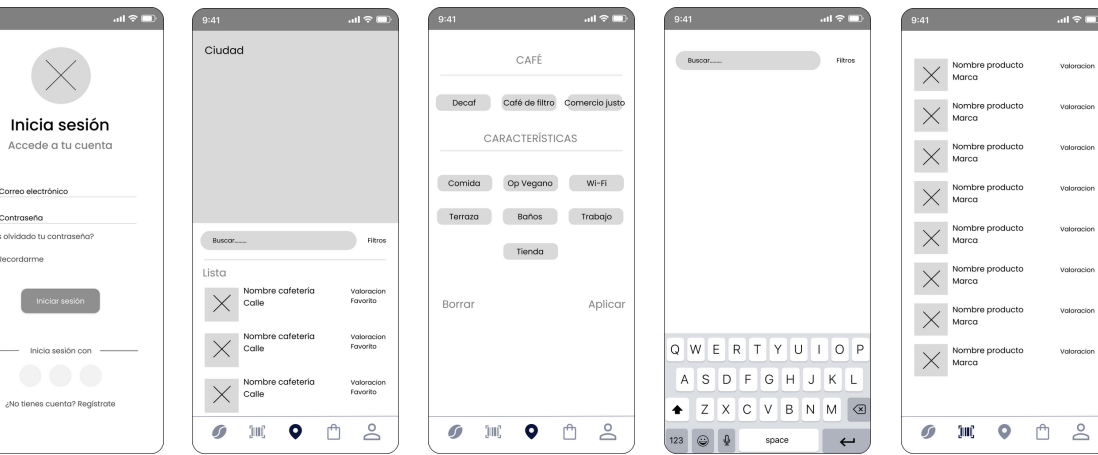 Inicia sesión
Accede a tu cuenta
Correo electrónico
Contraseña
olvidado tu contraseña?
Recordarme
Iniciar sesión
Inicia sesión con
¿No tienes cuenta? Regístrate
9:41
Ciudad
Buscar........ Filtros
Lista
Nombre cafetería Valoracion
Calle Favorito
Nombre cafetería Valoracion
Calle Favorito
Nombre cafetería Valoracion
Calle Favorito
9:41
CAFÉ
Decaf Café de filtro Comercio justo
CARACTERÍSTICAS
Comida Op Vegano Wi-Fi
Terraza Baños Trabajo
Tienda
Borrar Aplicar
9:41
Buscar........ Filtros
Q W E R T Y U I O P
A S D F G H J K L
Z X C V B N M
123 space
9:41
Nombre producto Valoracion
Marca
Nombre producto Valoracion
Marca
Nombre producto Valoracion
Marca
Nombre producto Valoracion
Marca
Nombre producto Valoracion
Marca
Nombre producto Valoracion
Marca
Nombre producto Valoracion
Marca
Nombre producto Valoracion
Marca